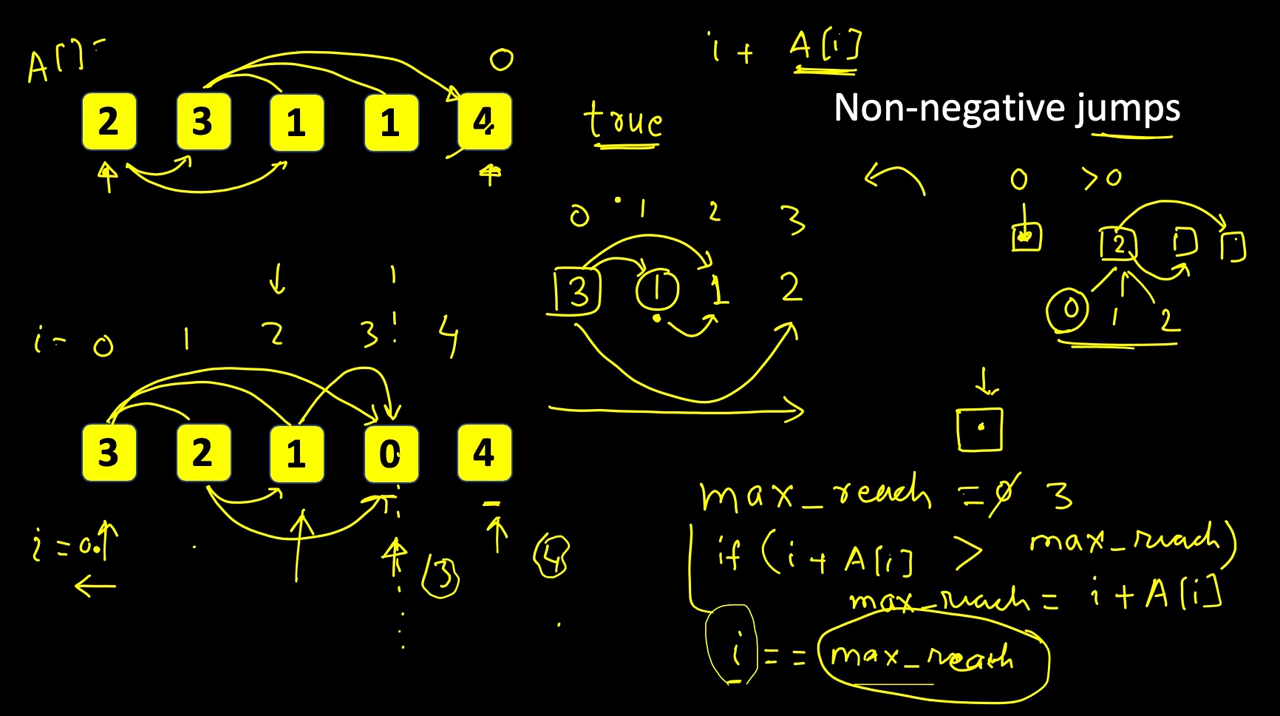 A[] =
0
2 3 1 1 4
true
i + A[i]
Non-negative jumps
0 >0
2
0 1 2
0 1 2 3
3 1 1 2
i - 0 1 2 3 4
3 2 1 0 4
i = 0
3 4
max_reach = 0 3
if (i + A[i] > max_reach)
max_reach = i + A[i]
i == max_reach